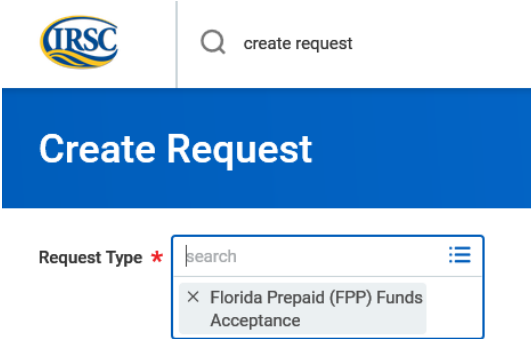 IRSC
create request
Create Request
Request Type *
search
× Florida Prepaid (FPP) Funds
Acceptance